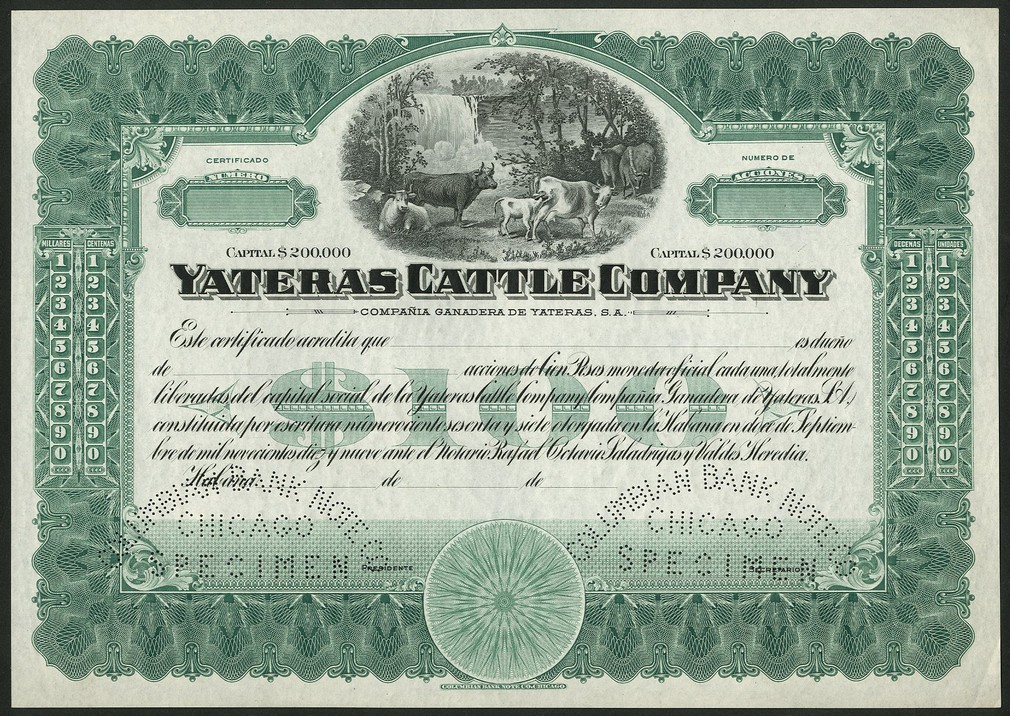 CERTIFICADO
NUMERO
NUMERO DE
ACCIONES
CAPITAL $200.000
CAPITAL $200.000
YATERAS CATTLE COMPANY
COMPAÑIA GANADERA DE YATERAS, S.A.
MILLARES CENTENAS
1 1
2 2
3 3
4 4
5 5
6 6
7 7
8 8
9 9
0 0
DECENAS UNIDADES
1 1
2 2
3 3
4 4
5 5
6 6
7 7
8 8
9 9
0 0
$100
Este certificado acredita que es dueño
de acciones de cien Pesos moneda oficial cada una, totalmente
liberadas, del capital social de la Yateras Cattle Company (Compañia Ganadera de Yateras, S.A.)
constituida por escritura número ciento sesenta y siete otorgada en la Habana en doce de Septiem-
bre de mil novecientos diez y nueve ante el Notario Rafael Octavio Saladrigas y Valdes Heredia.
Habana de de
COLUMBIAN BANK NOTE CO.
CHICAGO
SPECIMEN
COLUMBIAN BANK NOTE CO.
CHICAGO
SPECIMEN
PRESIDENTE
SECRETARIO
COLUMBIAN BANK NOTE CO. CHICAGO